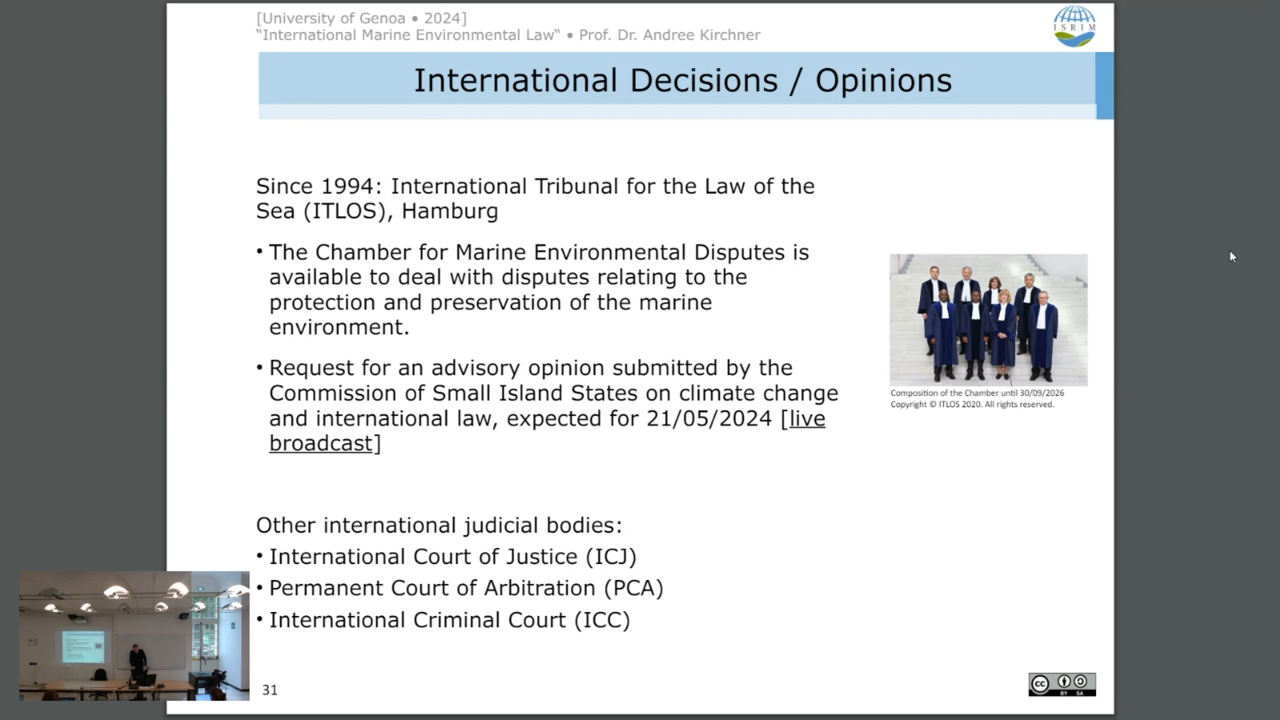 [University of Genoa • 2024]
“International Marine Environmental Law“ • Prof. Dr. Andree Kirchner
ISRIM
International Decisions / Opinions
Since 1994: International Tribunal for the Law of the
Sea (ITLOS), Hamburg
• The Chamber for Marine Environmental Disputes is
available to deal with disputes relating to the
protection and preservation of the marine
environment.
• Request for an advisory opinion submitted by the
Commission of Small Island States on climate change
and international law, expected for 21/05/2024 [live
broadcast]
Composition of the Chamber until 30/09/2026
Copyright © ITLOS 2020. All rights reserved.
Other international judicial bodies:
• International Court of Justice (ICJ)
• Permanent Court of Arbitration (PCA)
• International Criminal Court (ICC)
31
cc
BY SA